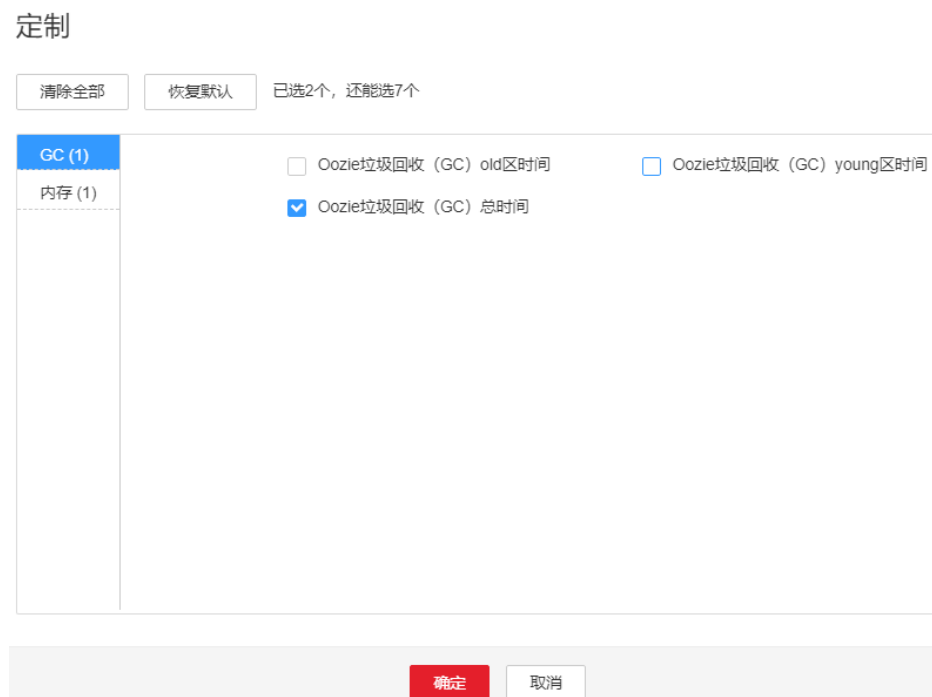 定制
清除全部 恢复默认 已选2个，还能选7个
GC (1)
内存 (1)
Oozie垃圾回收（GC）old区时间 Oozie垃圾回收（GC）young区时间
Oozie垃圾回收（GC）总时间
确定 取消